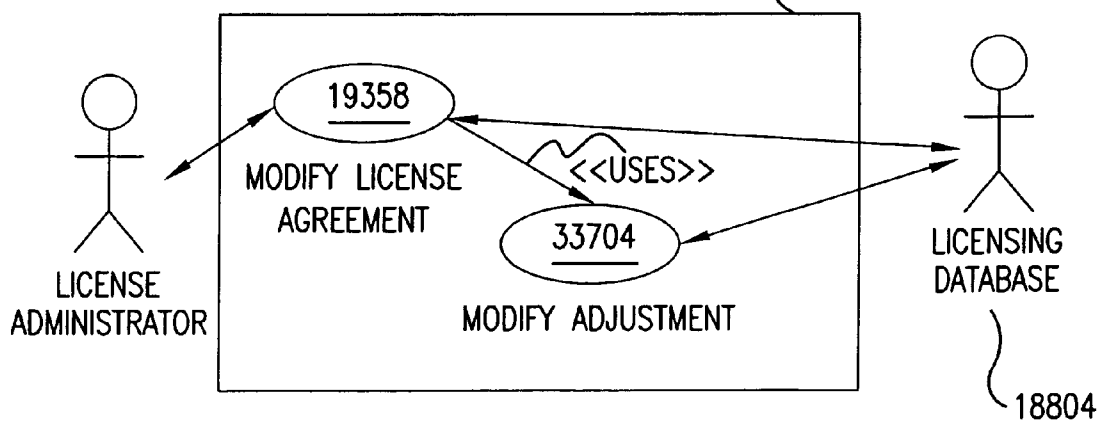 19358
MODIFY LICENSE
AGREEMENT
<<USES>>
33704
MODIFY ADJUSTMENT
LICENSE
ADMINISTRATOR
LICENSING
DATABASE
18804